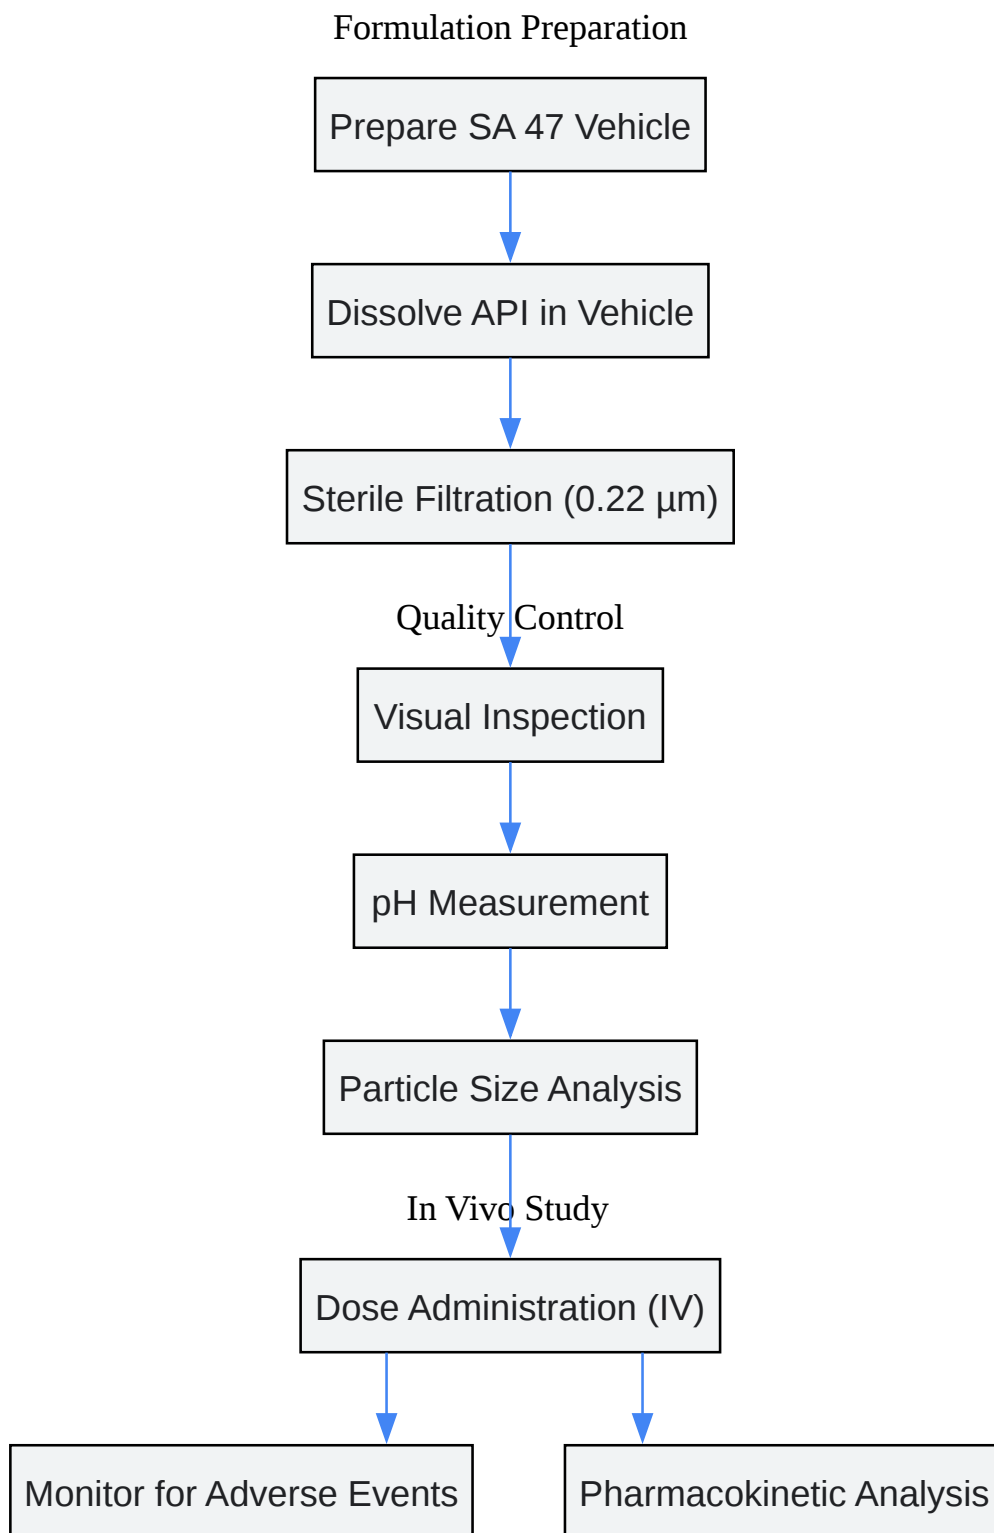 Formulation Preparation
Prepare SA 47 Vehicle
Dissolve API in Vehicle
Sterile Filtration (0.22 µm)
Quality Control
Visual Inspection
pH Measurement
Particle Size Analysis
In Vivo Study
Dose Administration (IV)
Monitor for Adverse Events
Pharmacokinetic Analysis